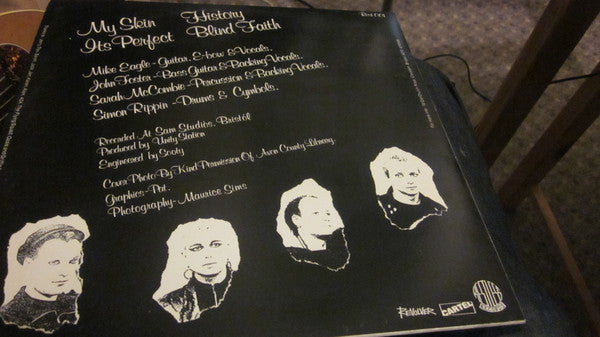 My Skin History
Its Perfect Blind Faith
Mike Eagle - Guitar, E-bow & Vocals.
John Foster - Bass Guitar & Backing Vocals.
Sarah McCombie - Percussion & Backing Vocals.
Simon Rippin - Drums & Cymbols.
Recorded At Sam Studios. Bristol
Produced by Unity Station
Engineered by Sooty
Cover Photo By Kind Permission Of Avon County Library.
Graphics - Pat.
Photography - Maurice Sims
REVOLVER
CARTEL